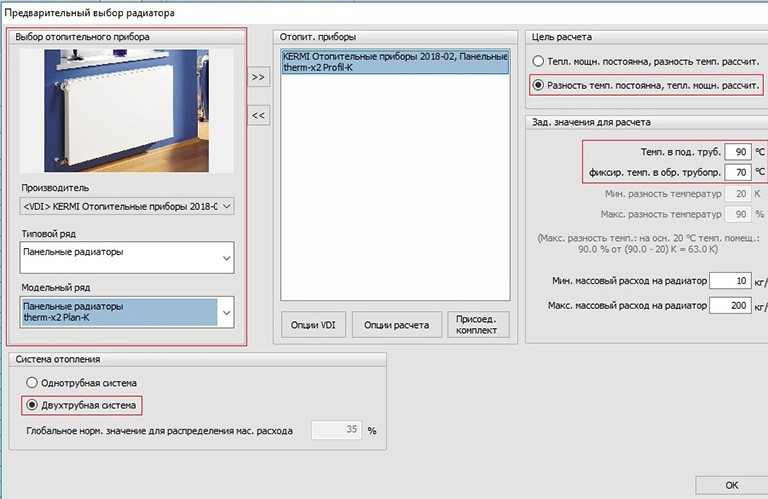 Предварительный выбор радиатора
Выбор отопительного прибора
Производитель
<VDI> KERMI Отопительные приборы 2018-0
Типовой ряд
Панельные радиаторы
Модельный ряд
Панельные радиаторы
therm-x2 Plan-K
>>
<<
Отопит. приборы
KERMI Отопительные приборы 2018-02, Панельные
therm-x2 Profil-K
Опции VDI
Опции расчета
Присоед.
комплект
Цель расчета
Тепл. мощн. постоянна, разность темп. рассчит.
Разность темп. постоянна, тепл. мощн. рассчит.
Зад. значения для расчета
Темп. в под. труб. 90 °C
фиксир. темп. в обр. трубопр. 70 °C
Мин. разность температур 20 K
Макс. разность температур 90 %
(Макс. разность темп.: на осн. 20 °C темп. помещ.:
90.0 % от (90.0 - 20) K = 63.0 K)
Мин. массовый расход на радиатор 10 кг/
Макс. массовый расход на радиатор 200 кг/
Система отопления
Однотрубная система
Двухтрубная система
Глобальное норм. значение для распределения мас. расхода 35 %
OK